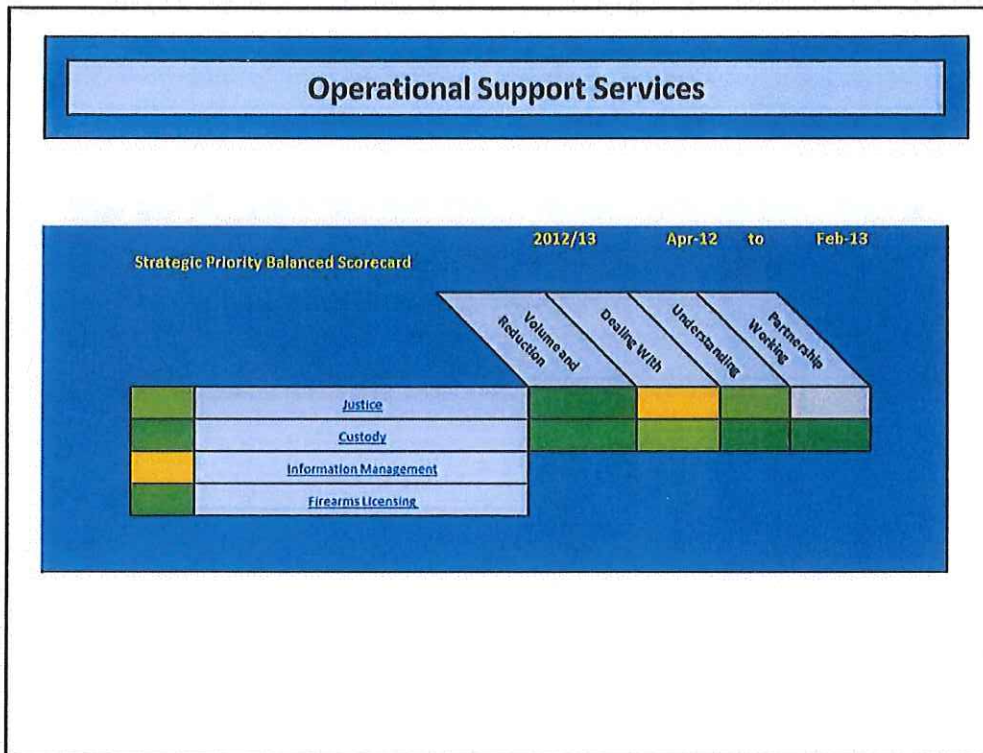 Operational Support Services
2012/13 Apr-12 to Feb-13
Strategic Priority Balanced Scorecard
Volume and
Reduction
Dealing With
Understanding
Partnership
Working
Justice
Custody
Information Management
Firearms Licensing